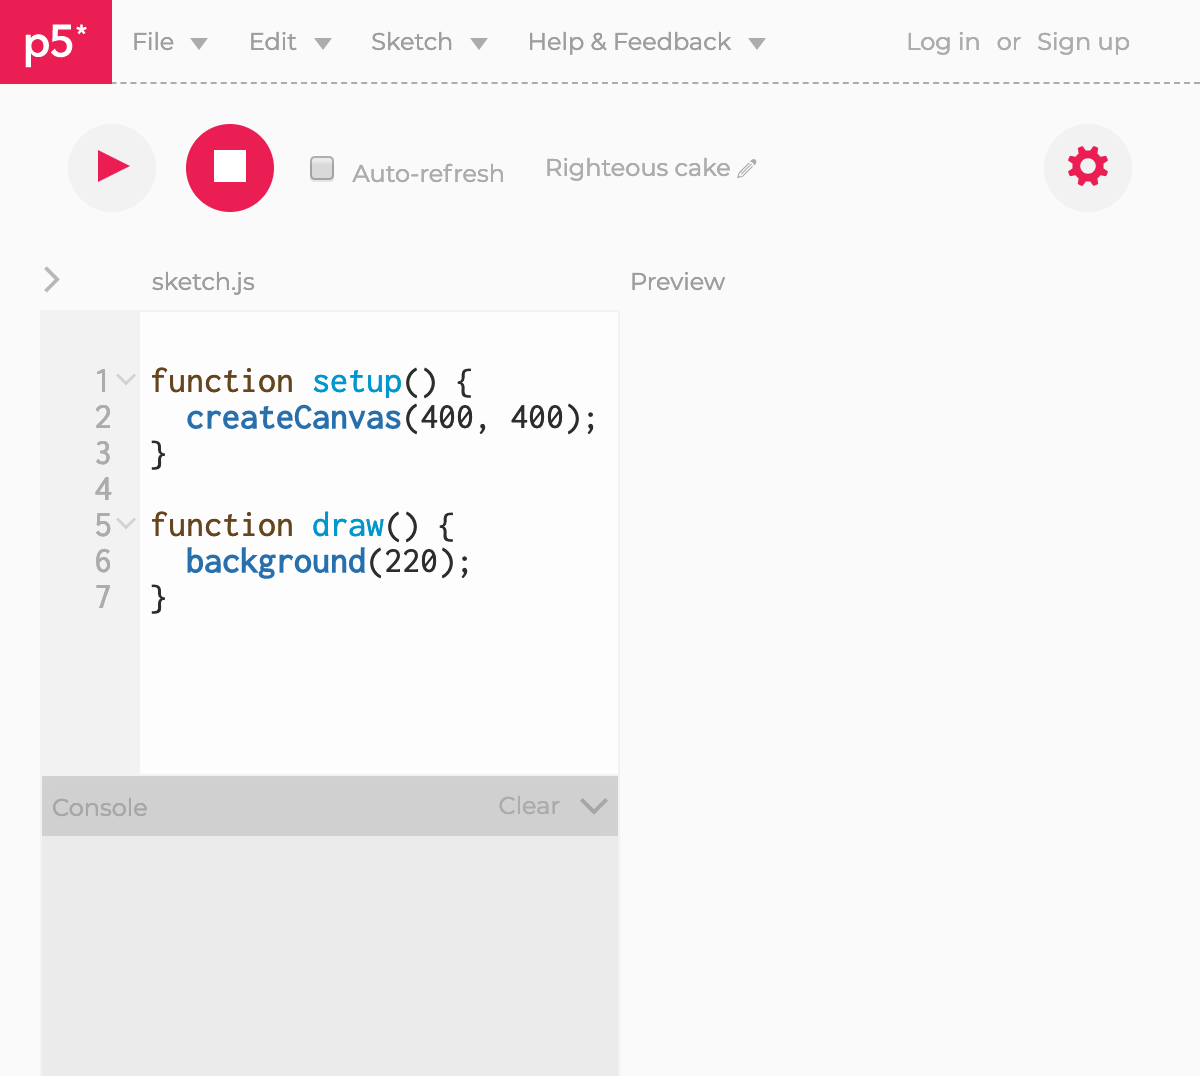 p5* File Edit Sketch Help & Feedback Log in or Sign up
Auto-refresh Righteous cake
sketch.js Preview
1 function setup() {
2   createCanvas(400, 400);
3 }
4
5 function draw() {
6   background(220);
7 }
Console Clear